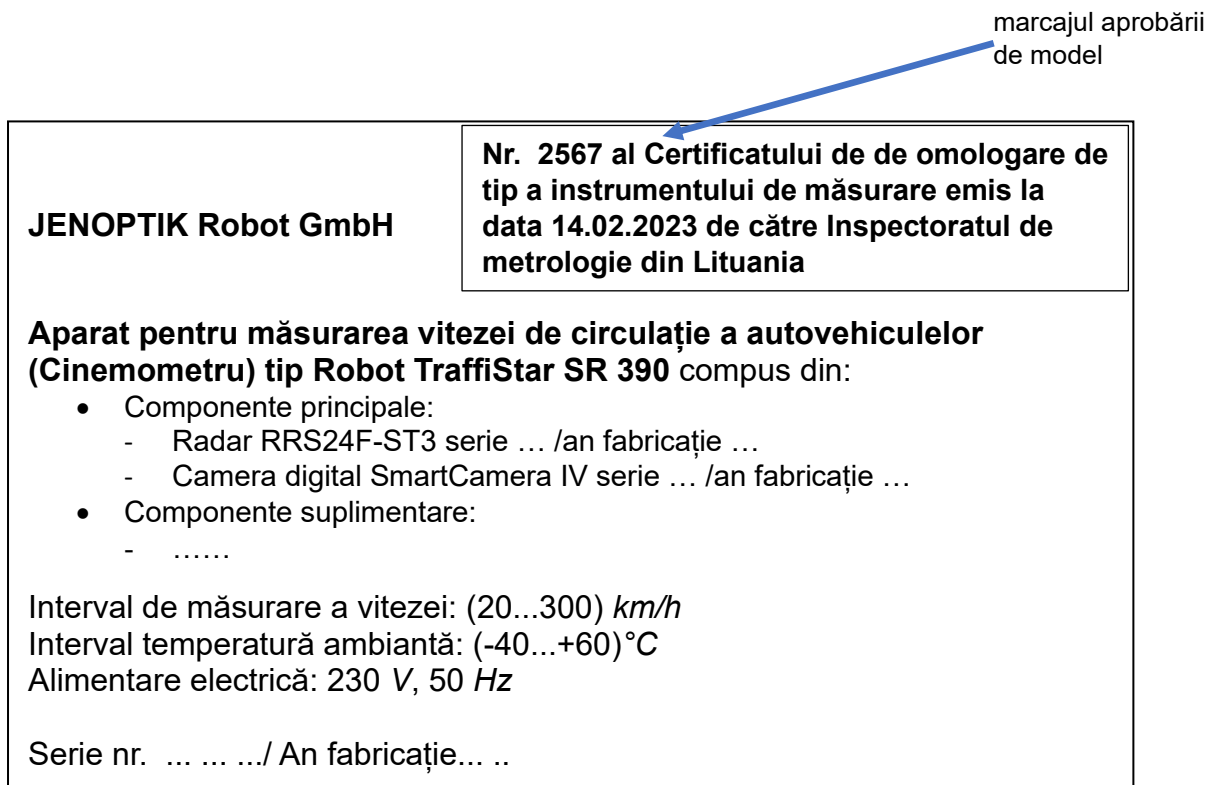 marcajul aprobării
de model
JENOPTIK Robot GmbH
Nr. 2567 al Certificatului de de omologare de
tip a instrumentului de măsurare emis la
data 14.02.2023 de către Inspectoratul de
metrologie din Lituania
Aparat pentru măsurarea vitezei de circulație a autovehiculelor
(Cinemometru) tip Robot TraffiStar SR 390 compus din:
• Componente principale:
- Radar RRS24F-ST3 serie … /an fabricație …
- Camera digital SmartCamera IV serie … /an fabricație …
• Componente suplimentare:
- ……
Interval de măsurare a vitezei: (20...300) km/h
Interval temperatură ambiantă: (-40...+60)°C
Alimentare electrică: 230 V, 50 Hz
Serie nr. ... ... .../ An fabricație... ..